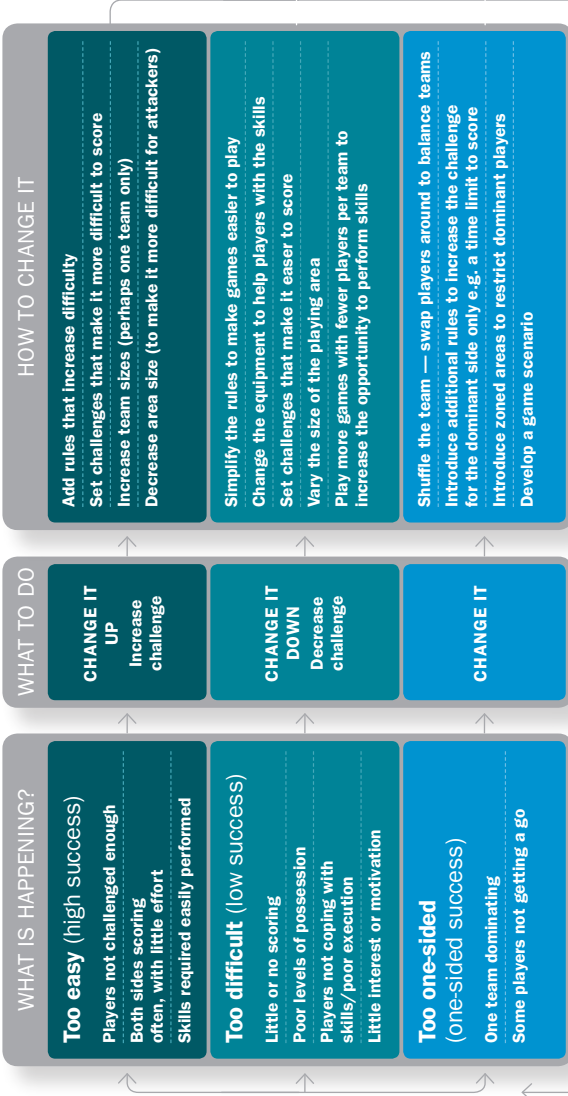 WHAT IS HAPPENING?
Too easy (high success)
Players not challenged enough
Both sides scoring
often, with little effort
Skills required easily performed
Too difficult (low success)
Little or no scoring
Poor levels of possession
Players not coping with
skills/poor execution
Little interest or motivation
Too one-sided
(one-sided success)
One team dominating
Some players not getting a go
WHAT TO DO
CHANGE IT
UP
Increase
challenge
CHANGE IT
DOWN
Decrease
challenge
CHANGE IT
HOW TO CHANGE IT
Add rules that increase difficulty
Set challenges that make it more difficult to score
Increase team sizes (perhaps one team only)
Decrease area size (to make it more difficult for attackers)
Simplify the rules to make games easier to play
Change the equipment to help players with the skills
Set challenges that make it easier to score
Vary the size of the playing area
Play more games with fewer players per team to
increase the opportunity to perform skills
Shuffle the team — swap players around to balance teams
Introduce additional rules to increase the challenge
for the dominant side only e.g. a time limit to score
Introduce zoned areas to restrict dominant players
Develop a game scenario